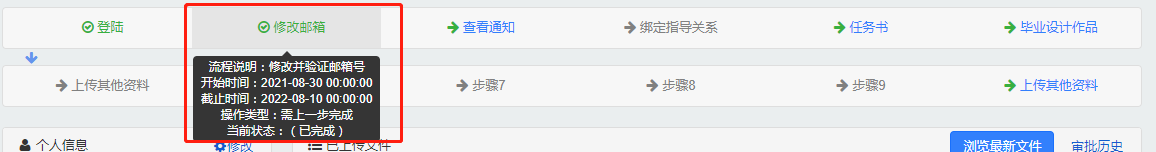 登陆 修改邮箱 查看通知 绑定指导关系 任务书 毕业设计作品
流程说明：修改并验证邮箱号
开始时间：2021-08-30 00:00:00
截止时间：2022-08-10 00:00:00
操作类型：需上一步完成
当前状态：（已完成）
上传其他资料 步骤7 步骤8 步骤9 上传其他资料
个人信息 修改 已上传文件 浏览最新文件 审批历史